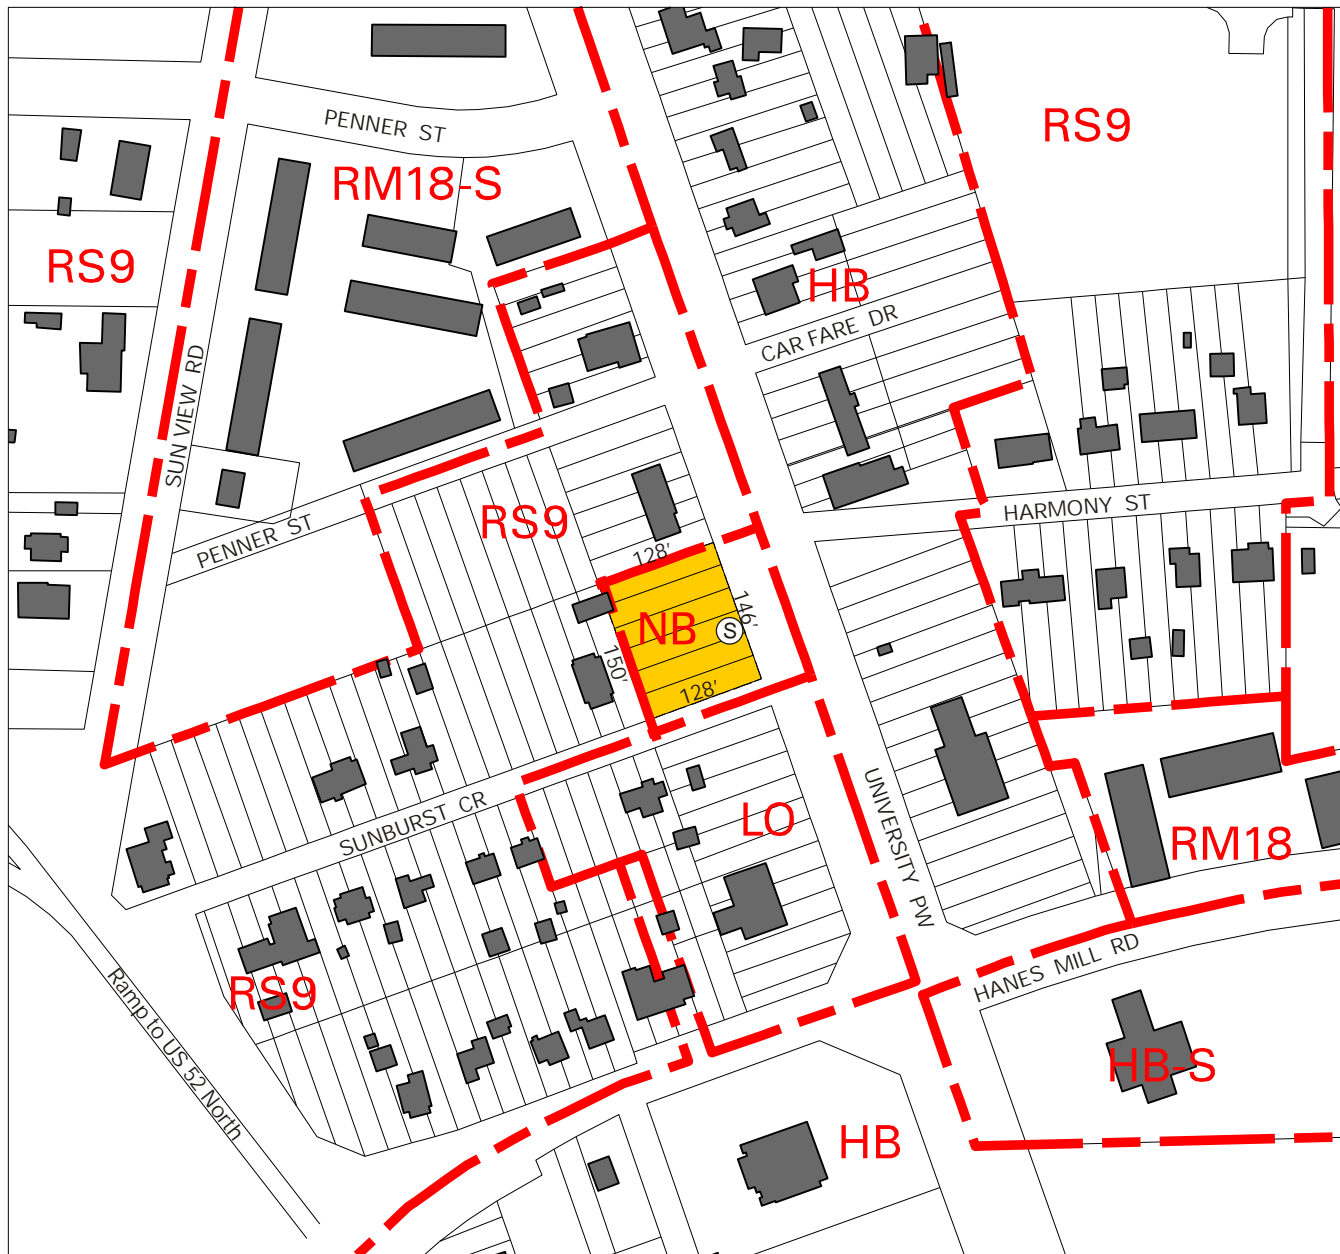 PENNER ST
RS9
RM18-S
RS9
HB
CAR FARE DR
SUN VIEW RD
RS9
HARMONY ST
PENNER ST
128'
146'
NB
S
150'
128'
SUNBURST CR
LO
UNIVERSITY PW
RM18
HANES MILL RD
RS9
Ramp to US 52 North
HB-S
HB